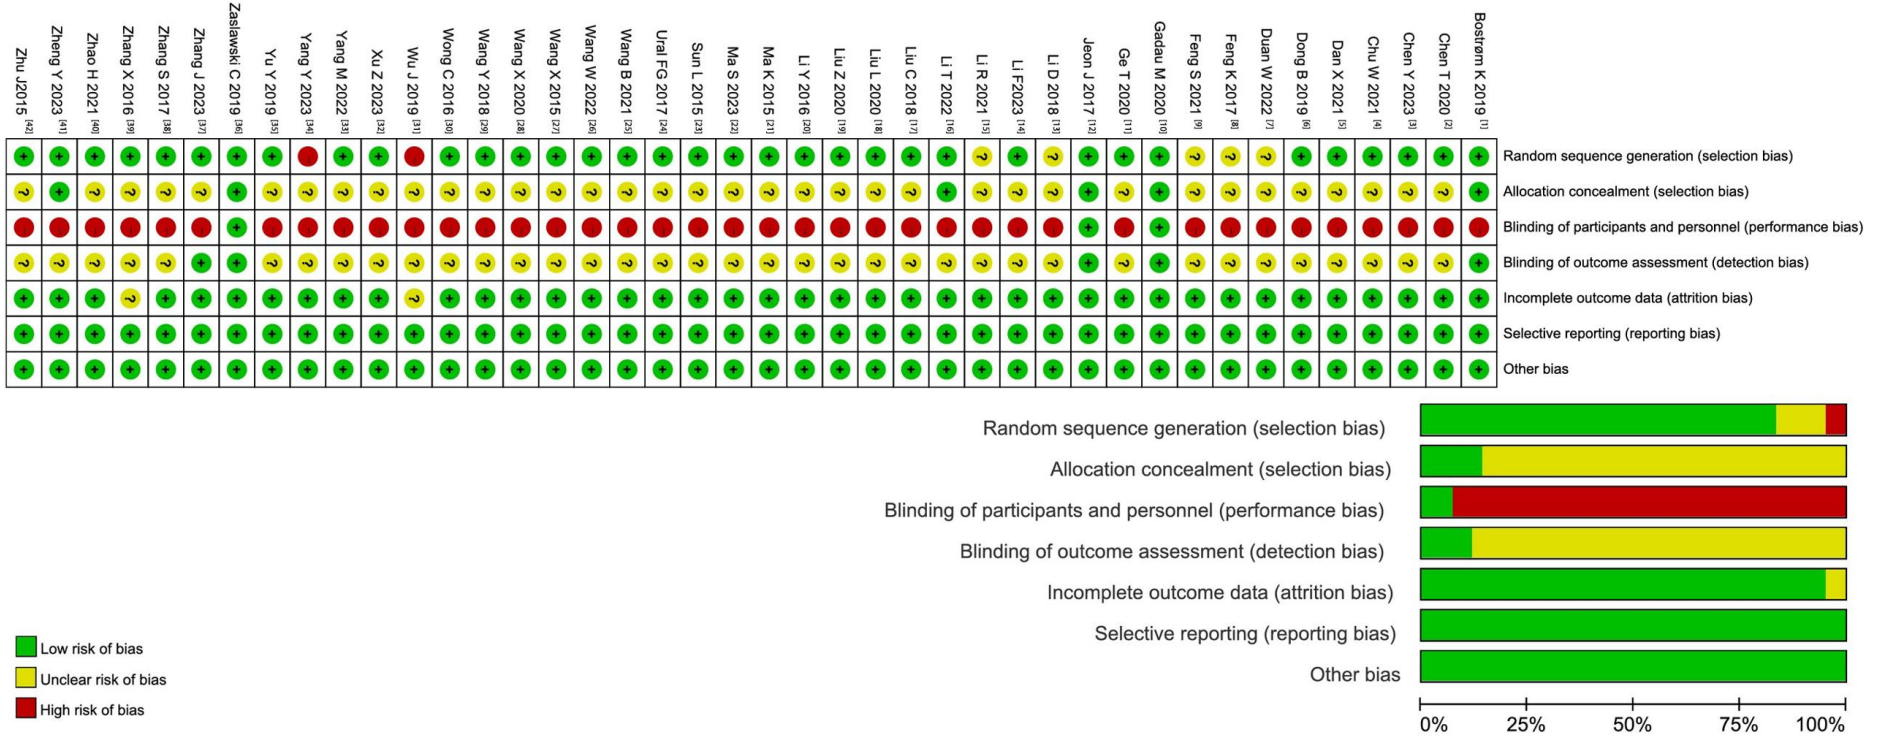 Zhu J2015 [42]
Zheng Y 2023 [41]
Zhao H 2021 [40]
Zhang X 2016 [39]
Zhang S 2017 [38]
Zhang J 2023 [37]
Zaslawski C 2019 [36]
Yu Y 2019 [35]
Yang Y 2023 [34]
Yang M 2022 [33]
Xu Z 2023 [32]
Wu J 2019 [31]
Wong C 2016 [30]
Wang Y 2018 [29]
Wang X 2020 [28]
Wang X 2015 [27]
Wang W 2022 [26]
Wang B 2021 [25]
Ural FG 2017 [24]
Sun L 2015 [23]
Ma S 2023 [22]
Ma K 2015 [21]
Li Y 2016 [20]
Liu Z 2020 [19]
Liu L 2020 [18]
Liu C 2018 [17]
Li T 2022 [16]
Li R 2021 [15]
Li F2023 [14]
Li D 2018 [13]
Jeon J 2017 [12]
Ge T 2020 [11]
Gadau M 2020 [10]
Feng S 2021 [9]
Feng K 2017 [8]
Duan W 2022 [7]
Dong B 2019 [6]
Dan X 2021 [5]
Chu W 2021 [4]
Chen Y 2023 [3]
Chen T 2020 [2]
Bostrøm K 2019 [1]
Random sequence generation (selection bias)
Allocation concealment (selection bias)
Blinding of participants and personnel (performance bias)
Blinding of outcome assessment (detection bias)
Incomplete outcome data (attrition bias)
Selective reporting (reporting bias)
Other bias
Random sequence generation (selection bias)
Allocation concealment (selection bias)
Blinding of participants and personnel (performance bias)
Blinding of outcome assessment (detection bias)
Incomplete outcome data (attrition bias)
Selective reporting (reporting bias)
Other bias
Low risk of bias
Unclear risk of bias
High risk of bias
0% 25% 50% 75% 100%